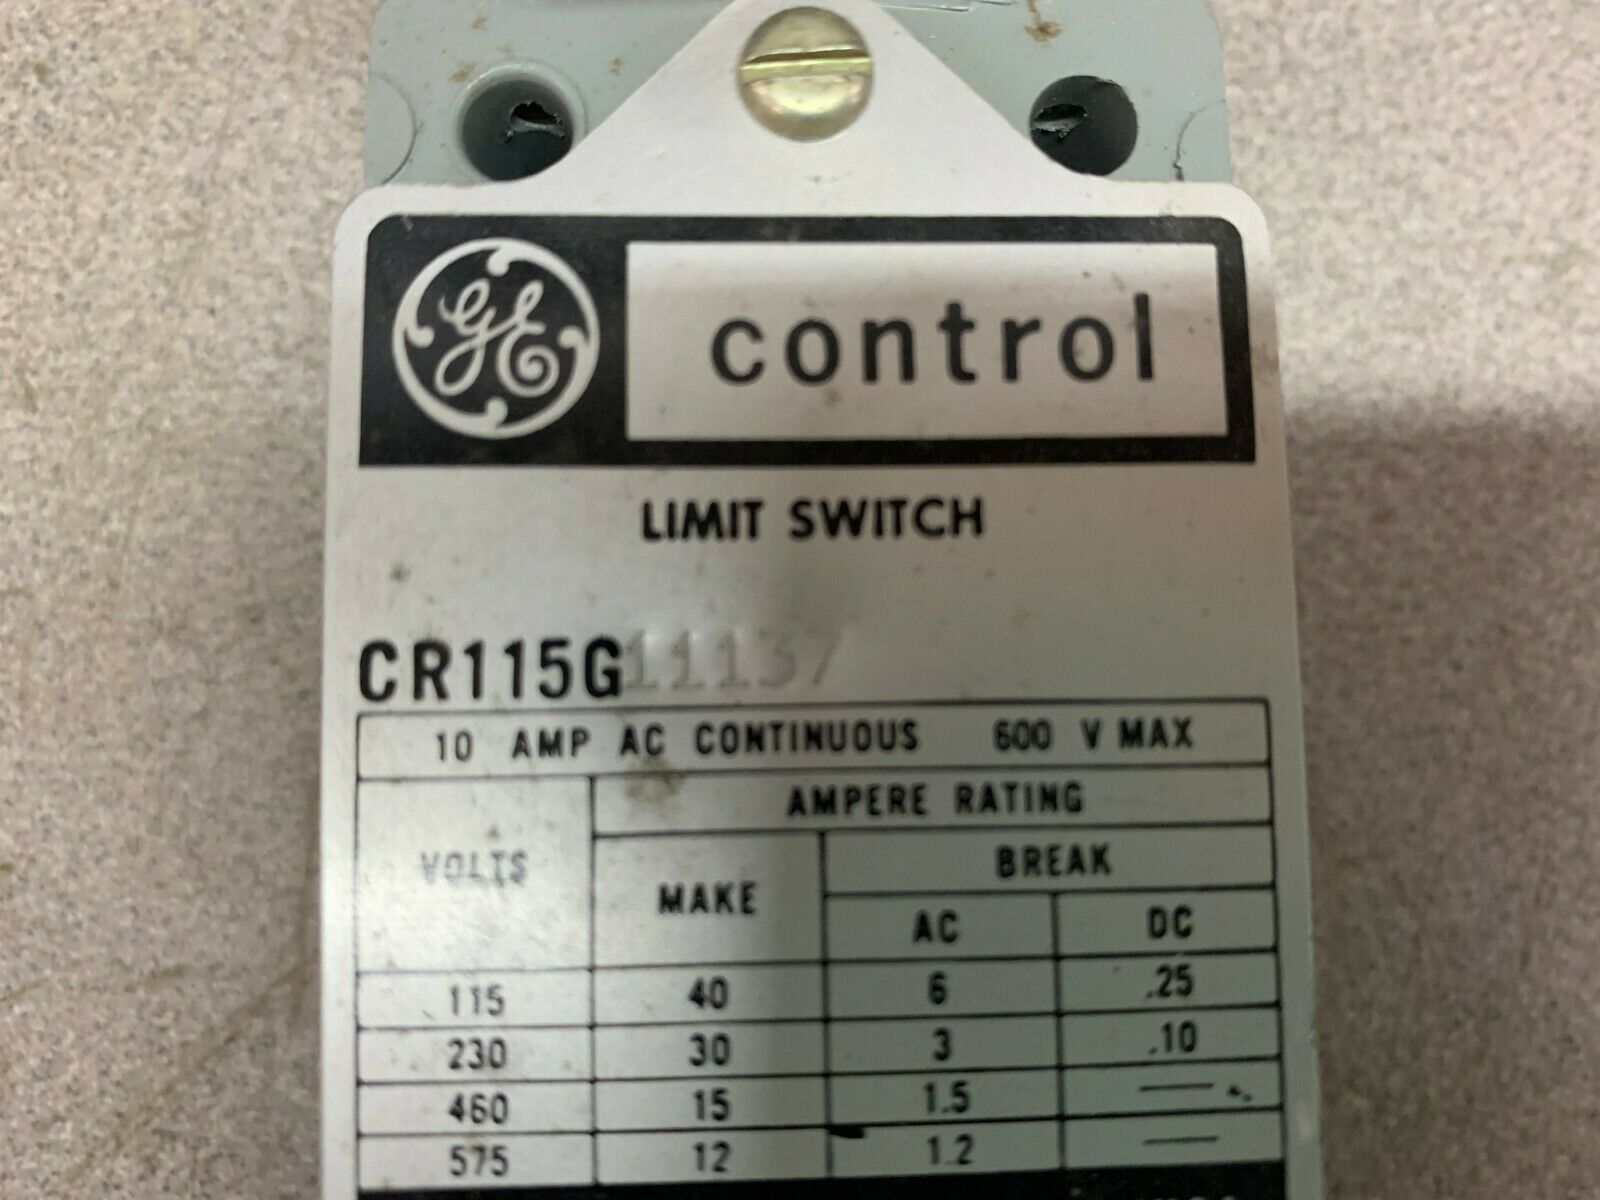 GE control
LIMIT SWITCH
CR115G11137
10 AMP AC CONTINUOUS 600 V MAX
VOLTS AMPERE RATING
MAKE BREAK
AC DC
115 40 6 .25
230 30 3 .10
460 15 1.5 —
575 12 1.2 —